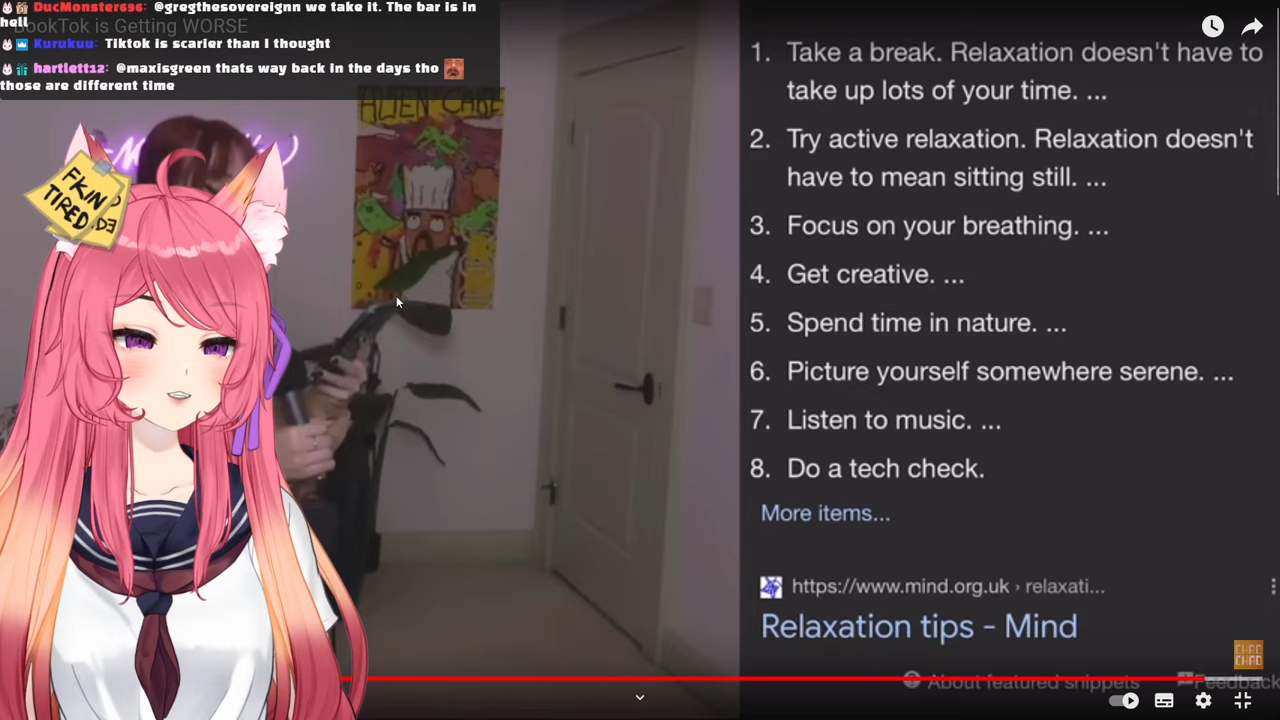 DucMonster696: @gregthesovereignn we take it. The bar is in
hell
BookTok is Getting WORSE
Kurukuu: Tiktok is scarier than I thought
hartlett12: @maxisgreen thats way back in the days tho
those are different time
ALIEN CAKE
FKIN
TIRED
1. Take a break. Relaxation doesn't have to
take up lots of your time. ...
2. Try active relaxation. Relaxation doesn't
have to mean sitting still. ...
3. Focus on your breathing. ...
4. Get creative. ...
5. Spend time in nature. ...
6. Picture yourself somewhere serene. ...
7. Listen to music. ...
8. Do a tech check.
More items...
https://www.mind.org.uk › relaxati...
Relaxation tips - Mind
CHAD
CHAD
About featured snippets
Feedback